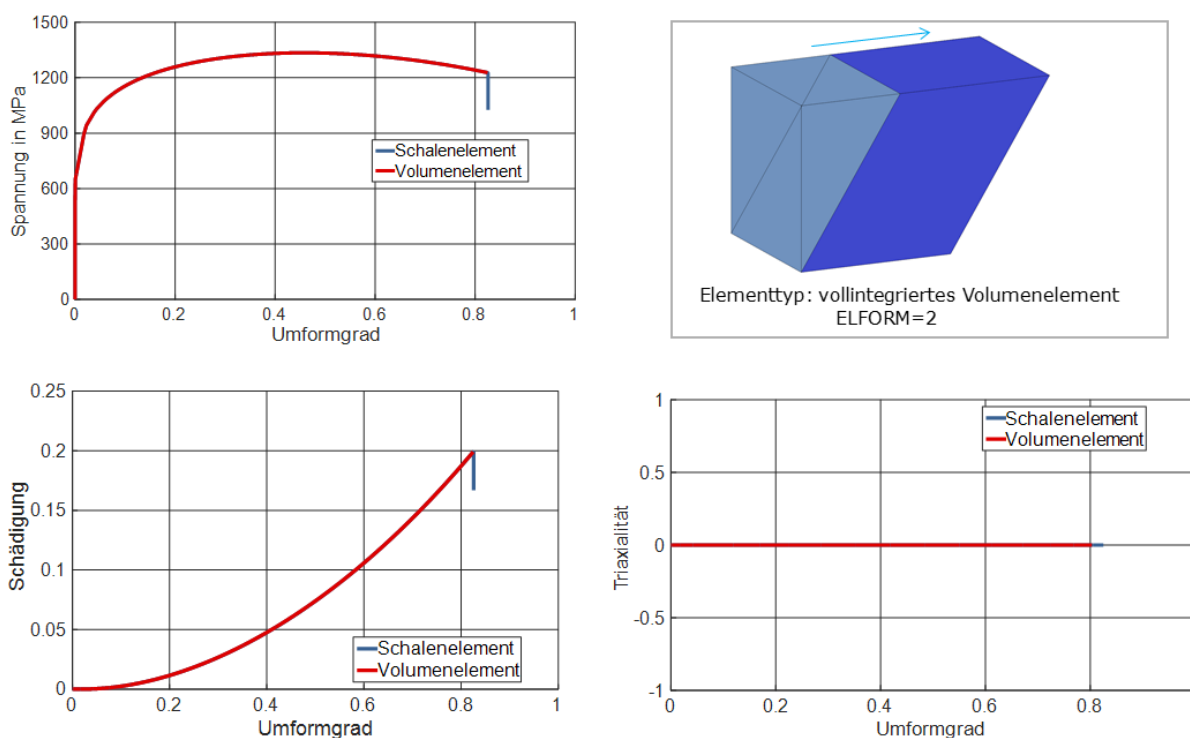 1500
1200
900
600
300
0
Spannung in MPa
Schalenelement
Volumenelement
0 0.2 0.4 0.6 0.8 1
Umformgrad
Elementtyp: vollintegriertes Volumenelement
ELFORM=2
0.25
0.2
0.15
0.1
0.05
0
Schädigung
Schalenelement
Volumenelement
0 0.2 0.4 0.6 0.8 1
Umformgrad
1
0.5
0
-0.5
-1
Triaxialität
Schalenelement
Volumenelement
0 0.2 0.4 0.6 0.8
Umformgrad